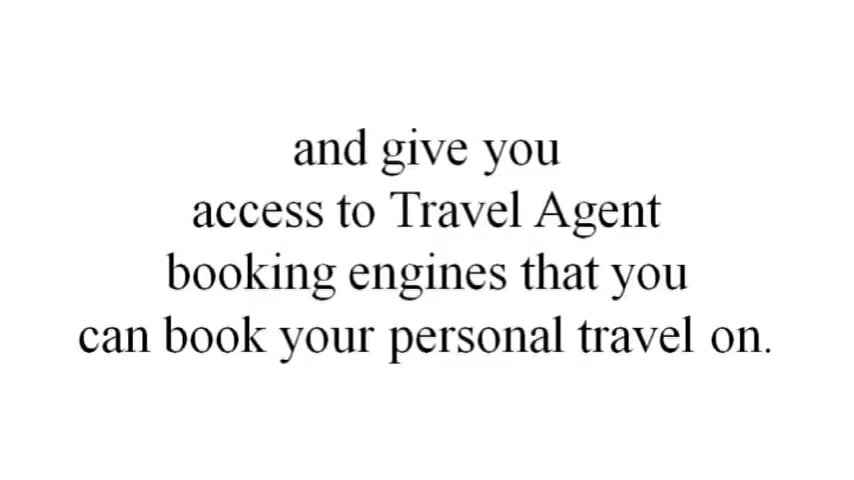 and give you
access to Travel Agent
booking engines that you
can book your personal travel on.